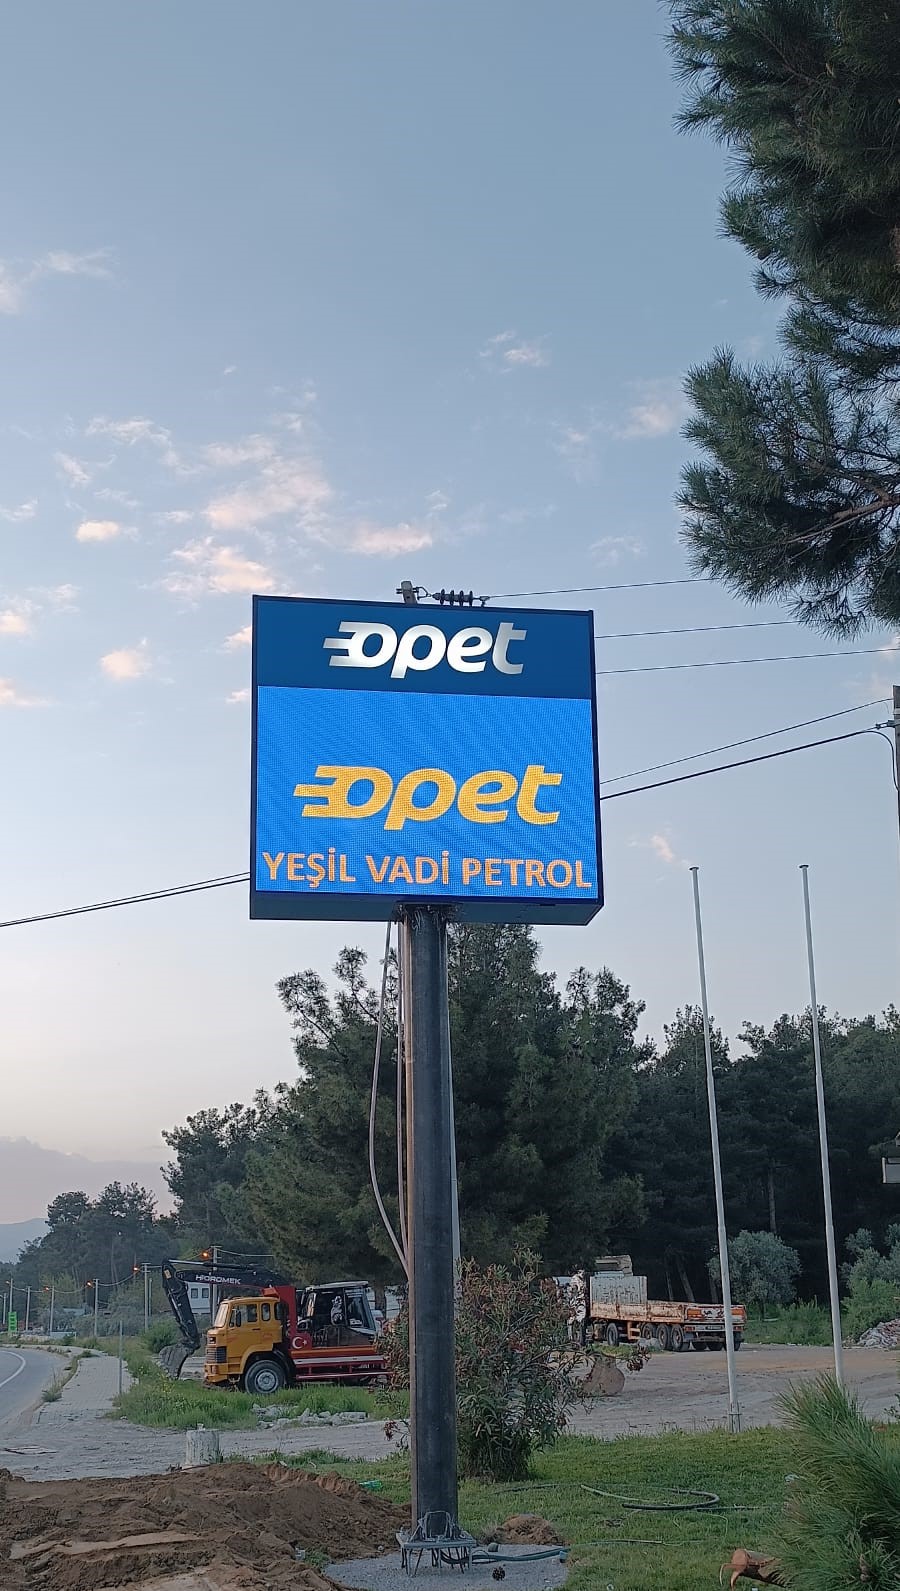 opet
opet
YEŞİL VADİ PETROL
HİDROMEK